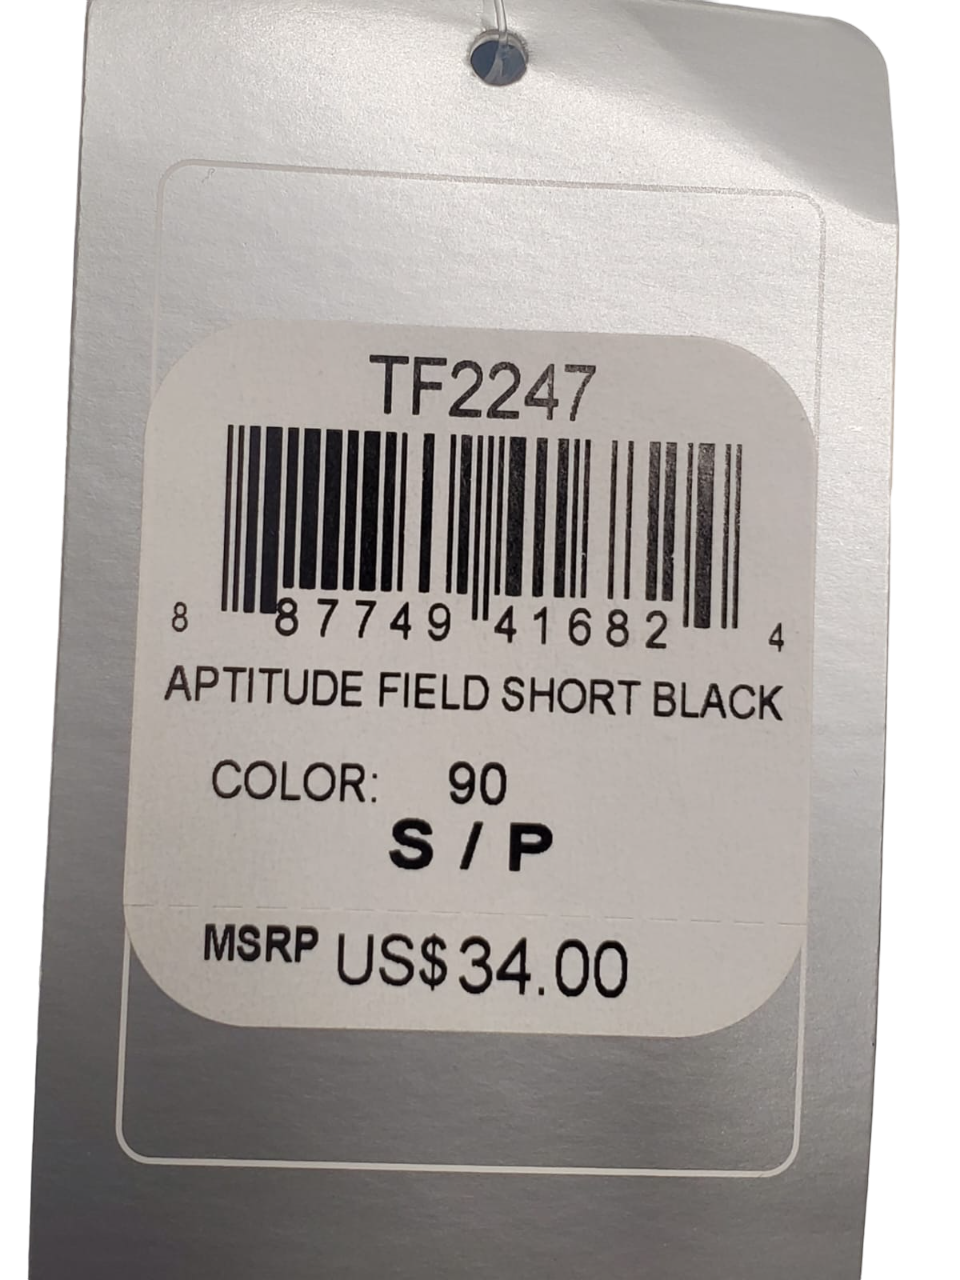 TF2247
8 87749 41682 4
APTITUDE FIELD SHORT BLACK
COLOR: 90
S / P
MSRP US$34.00